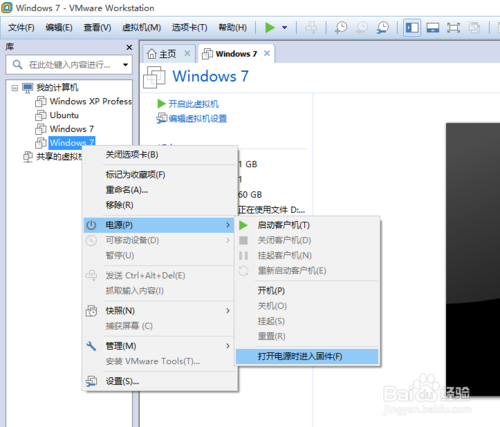 Windows 7 - VMware Workstation
文件(F) 编辑(E) 查看(V) 虚拟机(M) 选项卡(T) 帮助(H)
库
在此处键入内容进行...
我的计算机
Windows XP Profess
Ubuntu
Windows 7
Windows 7
共享的虚拟机
主页
Windows 7
Windows 7
开启此虚拟机
编辑虚拟机设置
1 GB
1
60 GB
正在使用文件 D:...
关闭选项卡(B)
标记为收藏项(F)
重命名(A)...
移除(R)
电源(P)
可移动设备(D)
暂停(U)
发送 Ctrl+Alt+Del(E)
抓取输入内容(I)
快照(N)
捕获屏幕 (C)
管理(M)
安装 VMware Tools(T)...
设置(S)...
启动客户机(T)
关闭客户机(D)
挂起客户机(N)
重新启动客户机(E)
开机(P)
关机(O)
挂起(S)
重置(R)
打开电源时进入固件(F)
Baidu 经验
jingyan.baidu.com